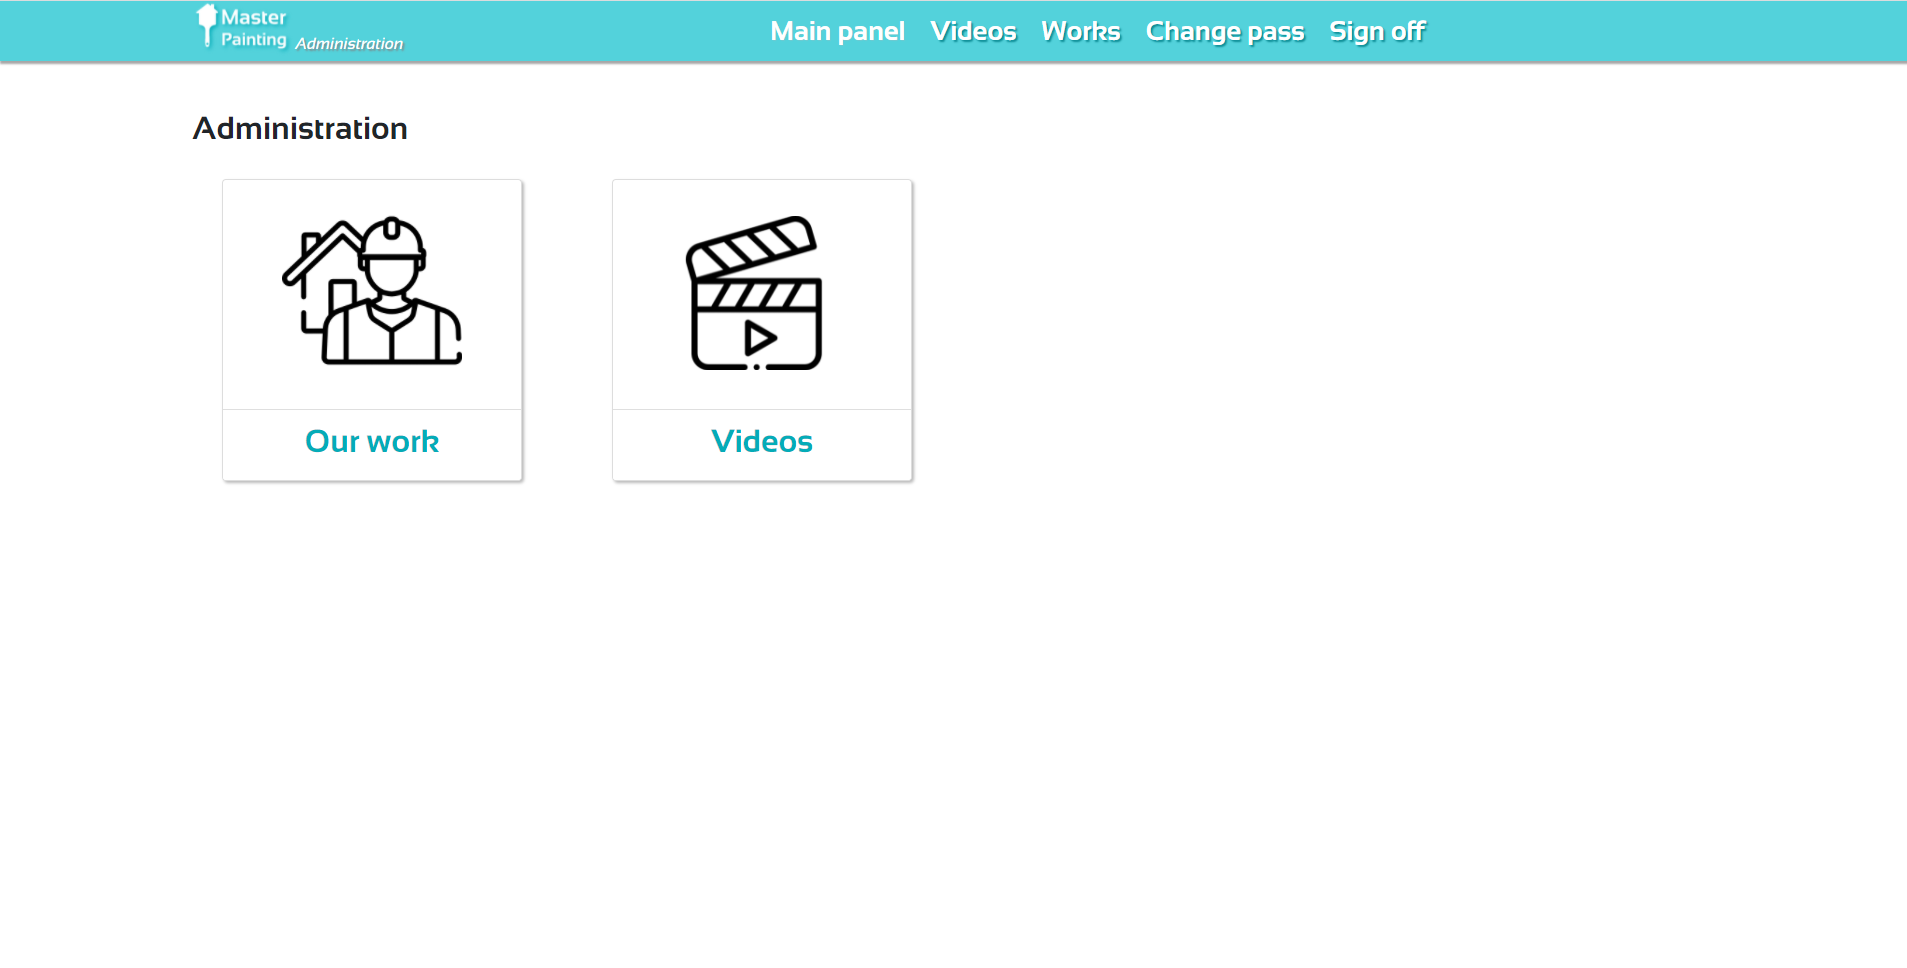 Master
Painting Administration
Main panel Videos Works Change pass Sign off
Administration
Our work
Videos